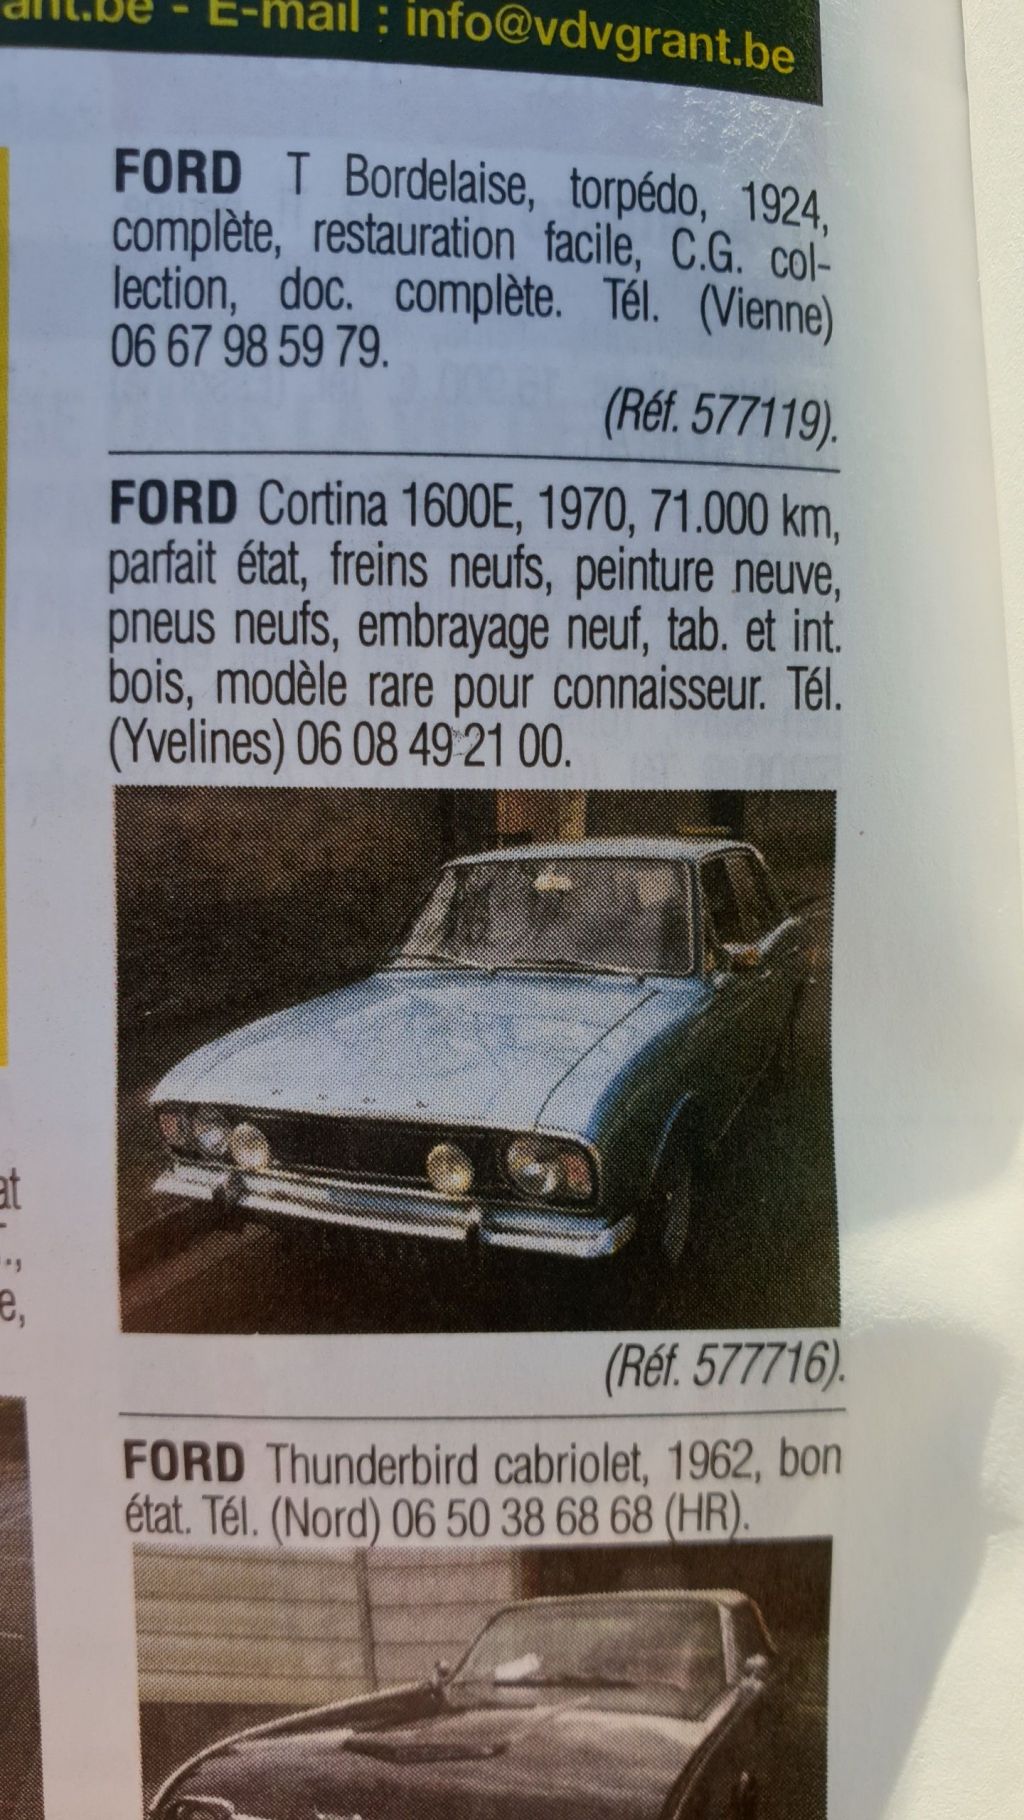 ant.be - E-mail : info@vdvgrant.be
FORD T Bordelaise, torpédo, 1924,
complète, restauration facile, C.G. col-
lection, doc. complète. Tél. (Vienne)
06 67 98 59 79.
(Réf. 577119).
FORD Cortina 1600E, 1970, 71.000 km,
parfait état, freins neufs, peinture neuve,
pneus neufs, embrayage neuf, tab. et int.
bois, modèle rare pour connaisseur. Tél.
(Yvelines) 06 08 49 21 00.
(Réf. 577716).
FORD Thunderbird cabriolet, 1962, bon
état. Tél. (Nord) 06 50 38 68 68 (HR).
at
e,